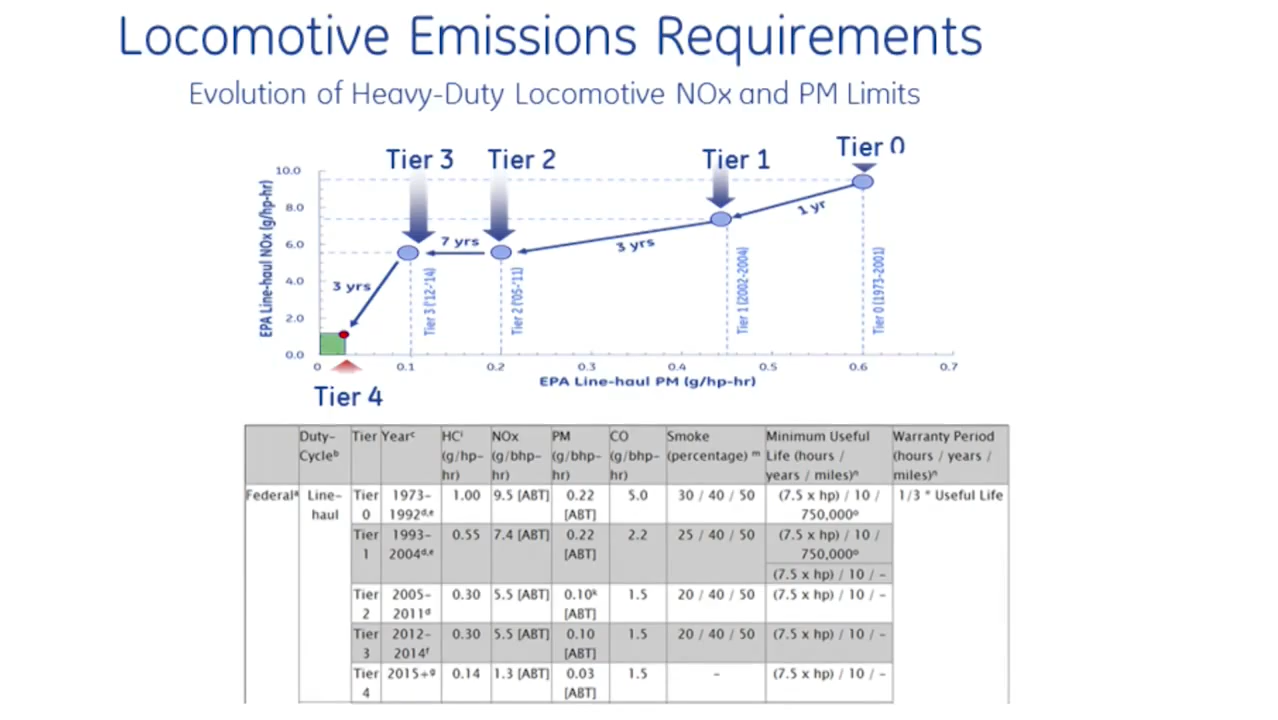 Locomotive Emissions Requirements
Evolution of Heavy-Duty Locomotive NOx and PM Limits
Tier 3 Tier 2 Tier 1 Tier 0
EPA Line-haul NOx (g/hp-hr)
10.0
8.0
6.0
4.0
2.0
0.0
1 yr
3 yrs
7 yrs
3 yrs
Tier 3 ('12-'14)
Tier 2 ('05-'11)
Tier 1 (2002-2004)
Tier 0 (1973-2001)
0 0.1 0.2 0.3 0.4 0.5 0.6 0.7
EPA Line-haul PM (g/hp-hr)
Tier 4
Duty-Cycleᵇ Tier Yearᶜ HCⁱ (g/hp-hr) NOx (g/bhp-hr) PM (g/bhp-hr) CO (g/bhp-hr) Smoke (percentage) ᵐ Minimum Useful Life (hours / years / miles)ⁿ Warranty Period (hours / years / miles)ⁿ
Federalᵃ Line-haul Tier 0 1973-1992ᵈ,ᵉ 1.00 9.5 [ABT] 0.22 [ABT] 5.0 30 / 40 / 50 (7.5 x hp) / 10 / 750,000ᵒ 1/3 * Useful Life
Tier 1 1993-2004ᵈ,ᵉ 0.55 7.4 [ABT] 0.22 [ABT] 2.2 25 / 40 / 50 (7.5 x hp) / 10 / 750,000ᵒ
(7.5 x hp) / 10 / -
Tier 2 2005-2011ᵈ 0.30 5.5 [ABT] 0.10ᵏ [ABT] 1.5 20 / 40 / 50 (7.5 x hp) / 10 / -
Tier 3 2012-2014ᶠ 0.30 5.5 [ABT] 0.10 [ABT] 1.5 20 / 40 / 50 (7.5 x hp) / 10 / -
Tier 4 2015+ᵍ 0.14 1.3 [ABT] 0.03 [ABT] 1.5 - (7.5 x hp) / 10 / -